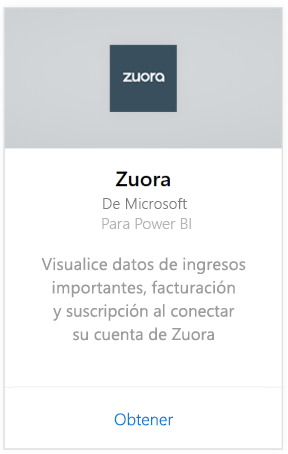 zuora
Zuora
De Microsoft
Para Power BI
Visualice datos de ingresos
importantes, facturación
y suscripción al conectar
su cuenta de Zuora
Obtener